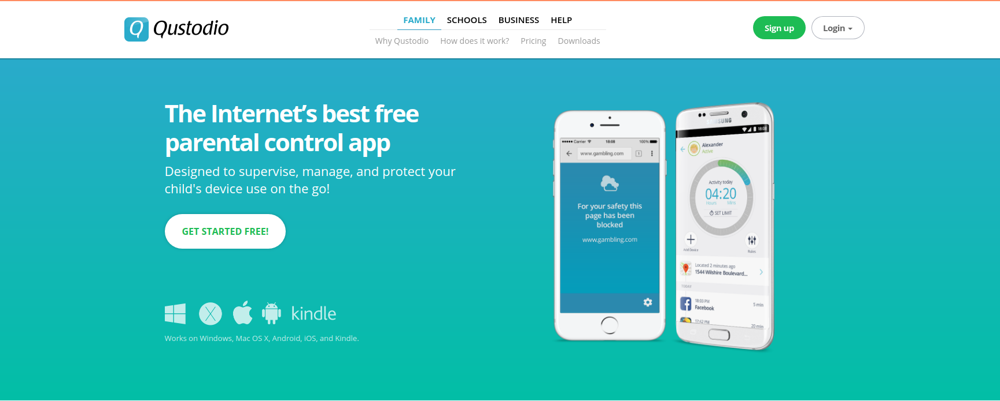 Qustodio
FAMILY SCHOOLS BUSINESS HELP
Why Qustodio How does it work? Pricing Downloads
Sign up
Login
The Internet's best free
parental control app
Designed to supervise, manage, and protect your
child's device use on the go!
GET STARTED FREE!
kindle
Works on Windows, Mac OS X, Android, iOS, and Kindle.
Carrier 18:08 100%
www.gambling.com 1
For your safety this
page has been
blocked
www.gambling.com
SAMSUNG
18:08
Alexander
Active
Activity today
04:20
Hours Mins
SET LIMIT
Add Device Rules
Located 2 minutes ago
1544 Wilshire Boulevard...
TODAY
18:03 PM
Facebook 5 min
17:42 PM
20 min